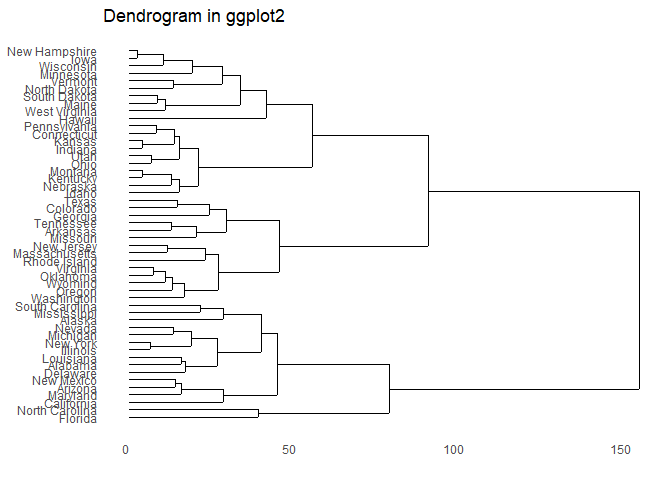 Dendrogram in ggplot2
New Hampshire
Iowa
Wisconsin
Minnesota
Vermont
North Dakota
South Dakota
Maine
West Virginia
Hawaii
Pennsylvania
Connecticut
Kansas
Indiana
Utah
Ohio
Montana
Kentucky
Nebraska
Idaho
Texas
Colorado
Georgia
Tennessee
Arkansas
Missouri
New Jersey
Massachusetts
Rhode Island
Virginia
Oklahoma
Wyoming
Oregon
Washington
South Carolina
Mississippi
Alaska
Nevada
Michigan
New York
Illinois
Louisiana
Alabama
Delaware
New Mexico
Arizona
Maryland
California
North Carolina
Florida
0 50 100 150